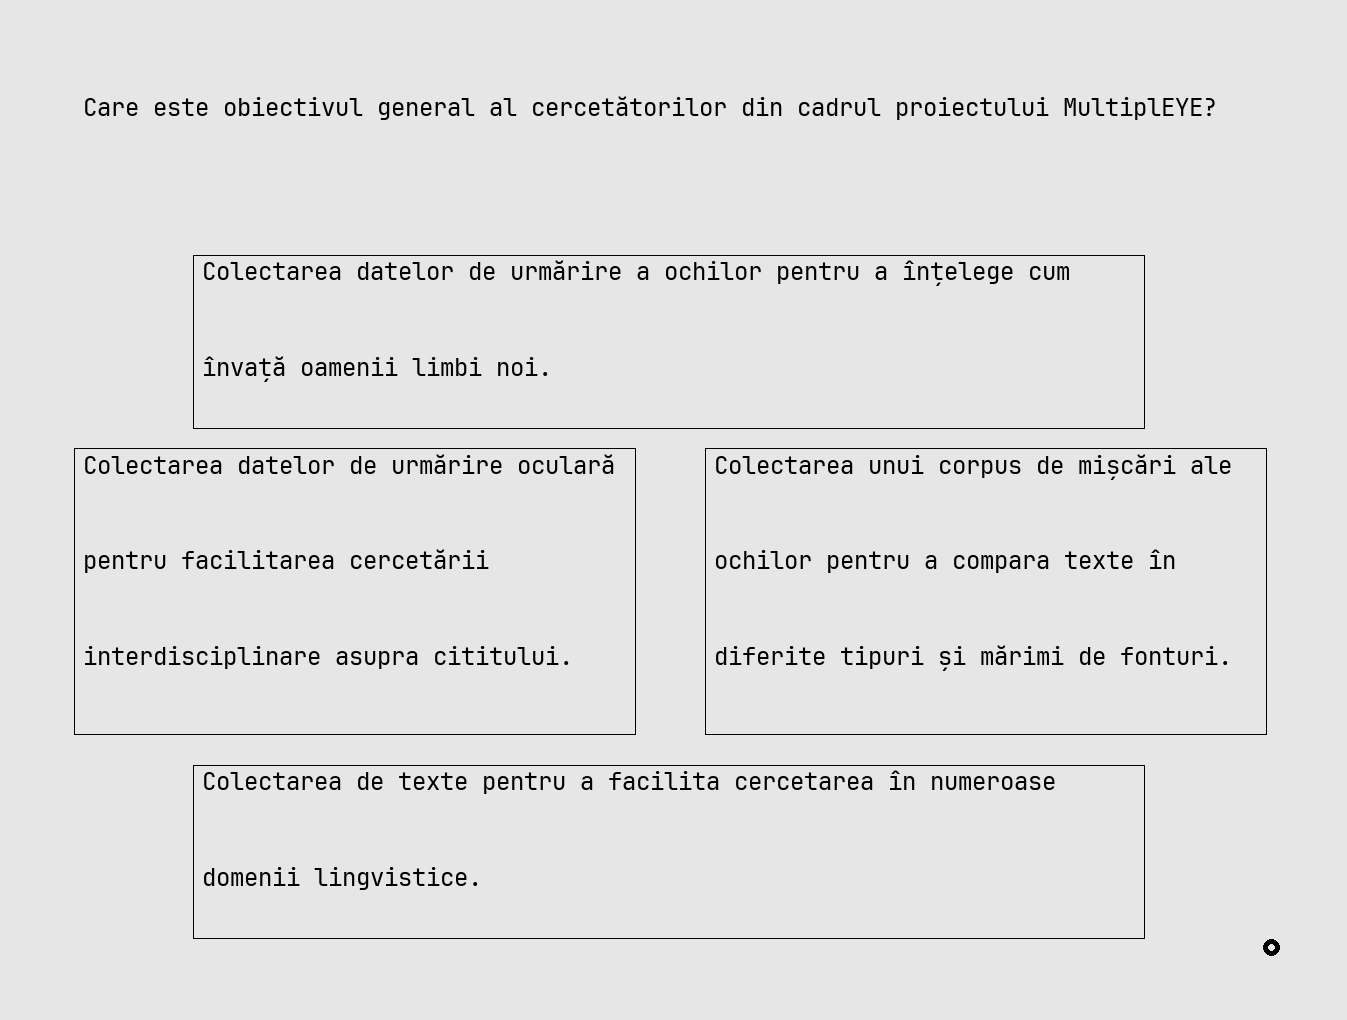 Care este obiectivul general al cercetătorilor din cadrul proiectului MultiplEYE?
Colectarea datelor de urmărire a ochilor pentru a înțelege cum
învață oamenii limbi noi.
Colectarea datelor de urmărire oculară
pentru facilitarea cercetării
interdisciplinare asupra cititului.
Colectarea unui corpus de mișcări ale
ochilor pentru a compara texte în
diferite tipuri și mărimi de fonturi.
Colectarea de texte pentru a facilita cercetarea în numeroase
domenii lingvistice.